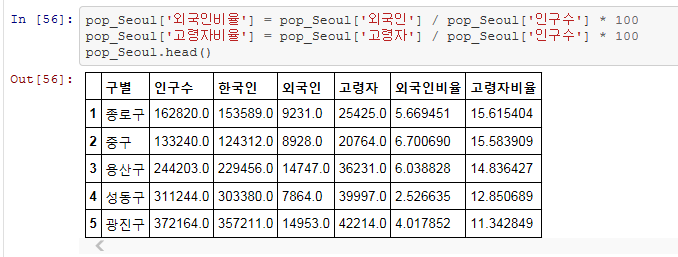 In [56]: pop_Seoul['외국인비율'] = pop_Seoul['외국인'] / pop_Seoul['인구수'] * 100
pop_Seoul['고령자비율'] = pop_Seoul['고령자'] / pop_Seoul['인구수'] * 100
pop_Seoul.head()
Out[56]:
구별 인구수 한국인 외국인 고령자 외국인비율 고령자비율
1 종로구 162820.0 153589.0 9231.0 25425.0 5.669451 15.615404
2 중구 133240.0 124312.0 8928.0 20764.0 6.700690 15.583909
3 용산구 244203.0 229456.0 14747.0 36231.0 6.038828 14.836427
4 성동구 311244.0 303380.0 7864.0 39997.0 2.526635 12.850689
5 광진구 372164.0 357211.0 14953.0 42214.0 4.017852 11.342849